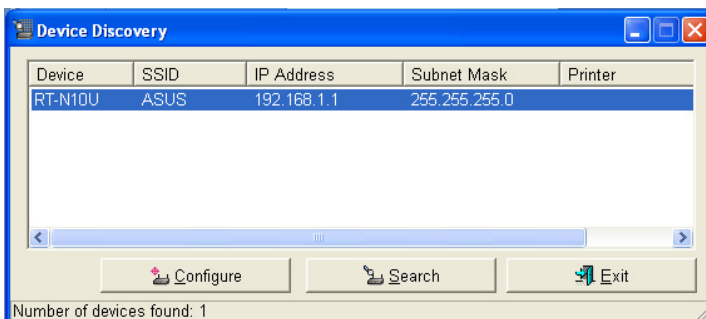 Device Discovery
Device SSID IP Address Subnet Mask Printer
RT-N10U ASUS 192.168.1.1 255.255.255.0
Configure Search Exit
Number of devices found: 1